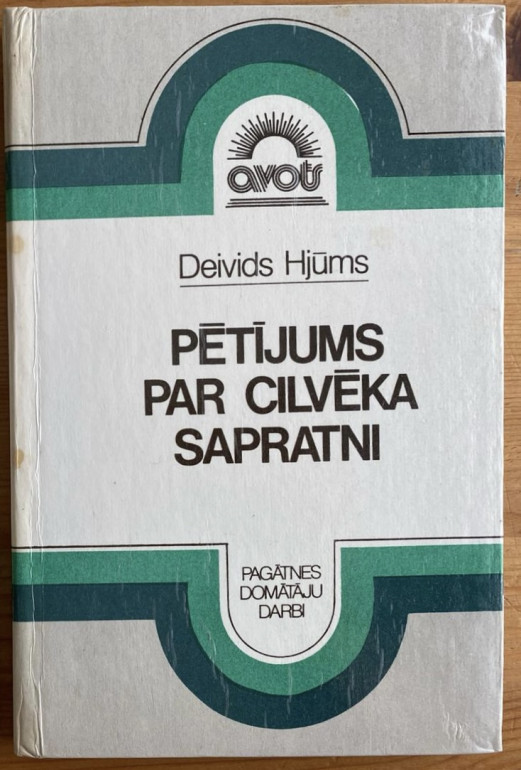 avots
Deivids Hjūms
PĒTĪJUMS
PAR CILVĒKA
SAPRATNI
PAGĀTNES
DOMĀTĀJU
DARBI